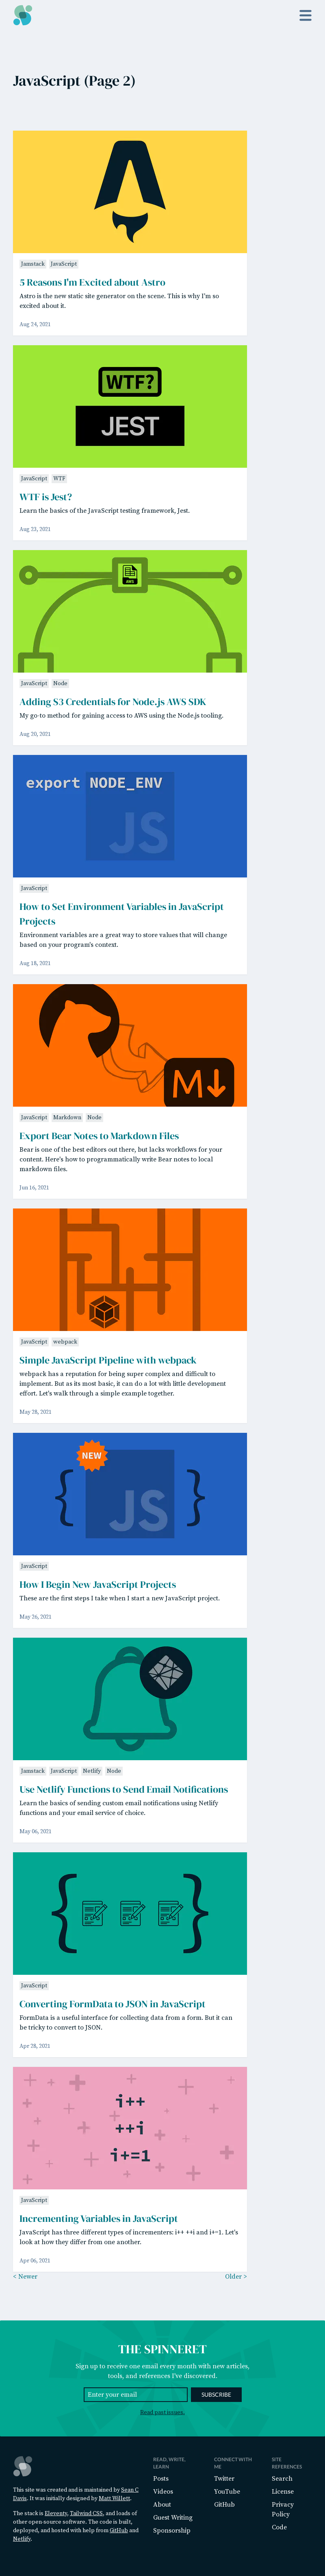 JavaScript (Page 2)
Jamstack JavaScript
5 Reasons I'm Excited about Astro
Astro is the new static site generator on the scene. This is why I'm so
excited about it.
Aug 24, 2021
WTF?
JEST
JavaScript WTF
WTF is Jest?
Learn the basics of the JavaScript testing framework, Jest.
Aug 23, 2021
AWS
JavaScript Node
Adding S3 Credentials for Node.js AWS SDK
My go-to method for gaining access to AWS using the Node.js tooling.
Aug 20, 2021
export NODE_ENV
JS
JavaScript
How to Set Environment Variables in JavaScript
Projects
Environment variables are a great way to store values that will change
based on your program's context.
Aug 18, 2021
M
JavaScript Markdown Node
Export Bear Notes to Markdown Files
Bear is one of the best editors out there, but lacks workflows for your
content. Here's how to programmatically write Bear notes to local
markdown files.
Jun 16, 2021
JavaScript webpack
Simple JavaScript Pipeline with webpack
webpack has a reputation for being super complex and difficult to
implement. But as its most basic, it can do a lot with little development
effort. Let's walk through a simple example together.
May 28, 2021
NEW
{ JS }
JavaScript
How I Begin New JavaScript Projects
These are the first steps I take when I start a new JavaScript project.
May 26, 2021
Jamstack JavaScript Netlify Node
Use Netlify Functions to Send Email Notifications
Learn the basics of sending custom email notifications using Netlify
functions and your email service of choice.
May 06, 2021
{ }
JavaScript
Converting FormData to JSON in JavaScript
FormData is a useful interface for collecting data from a form. But it can
be tricky to convert to JSON.
Apr 28, 2021
i++
++i
i+=1
JavaScript
Incrementing Variables in JavaScript
JavaScript has three different types of incrementers: i++ ++i and i+=1. Let's
look at how they differ from one another.
Apr 06, 2021
< Newer
Older >
THE SPINNERET
Sign up to receive one email every month with new articles,
tools, and references I've discovered.
Enter your email
SUBSCRIBE
Read past issues.
This site was created and is maintained by Sean C
Davis. It was initially designed by Matt Willett.
The stack is Eleventy, Tailwind CSS, and loads of
other open source software. The code is built,
deployed, and hosted with help from GitHub and
Netlify.
READ, WRITE,
LEARN
Posts
Videos
About
Guest Writing
Sponsorship
CONNECT WITH
ME
Twitter
YouTube
GitHub
SITE
REFERENCES
Search
License
Privacy
Policy
Code